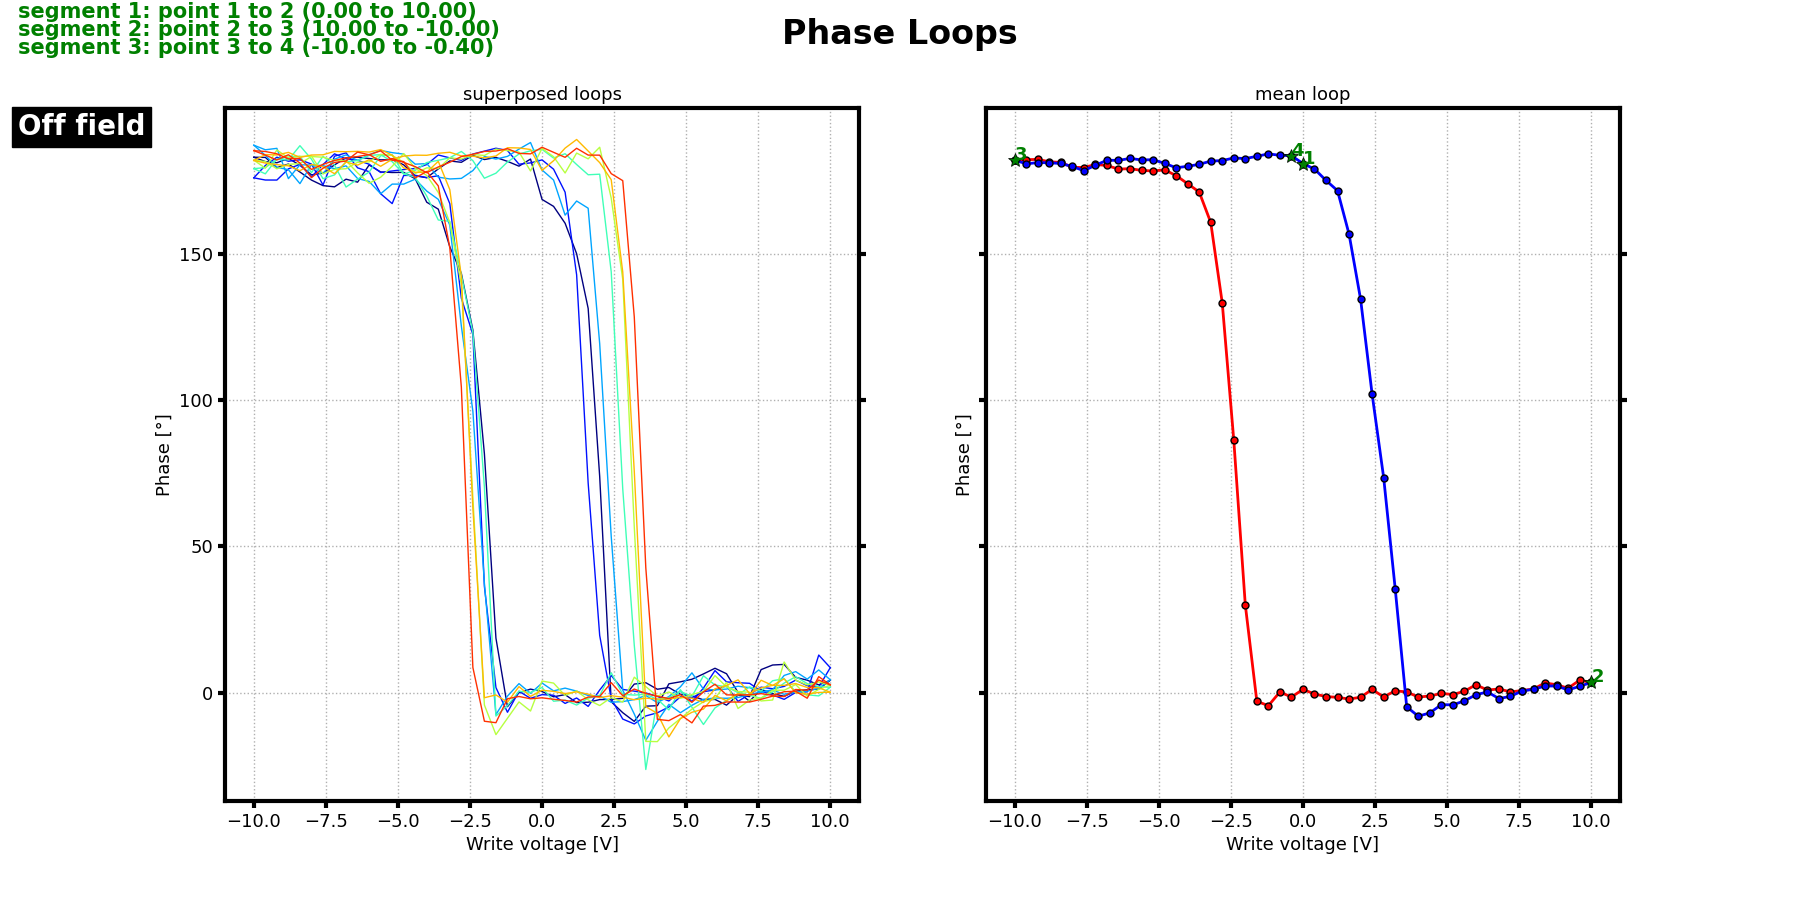 segment 1: point 1 to 2 (0.00 to 10.00)
segment 2: point 2 to 3 (10.00 to -10.00)
segment 3: point 3 to 4 (-10.00 to -0.40)
Phase Loops
Off field
superposed loops
150
100
50
0
Phase [°]
−10.0 −7.5 −5.0 −2.5 0.0 2.5 5.0 7.5 10.0
Write voltage [V]
mean loop
3
4
1
2
Phase [°]
−10.0 −7.5 −5.0 −2.5 0.0 2.5 5.0 7.5 10.0
Write voltage [V]